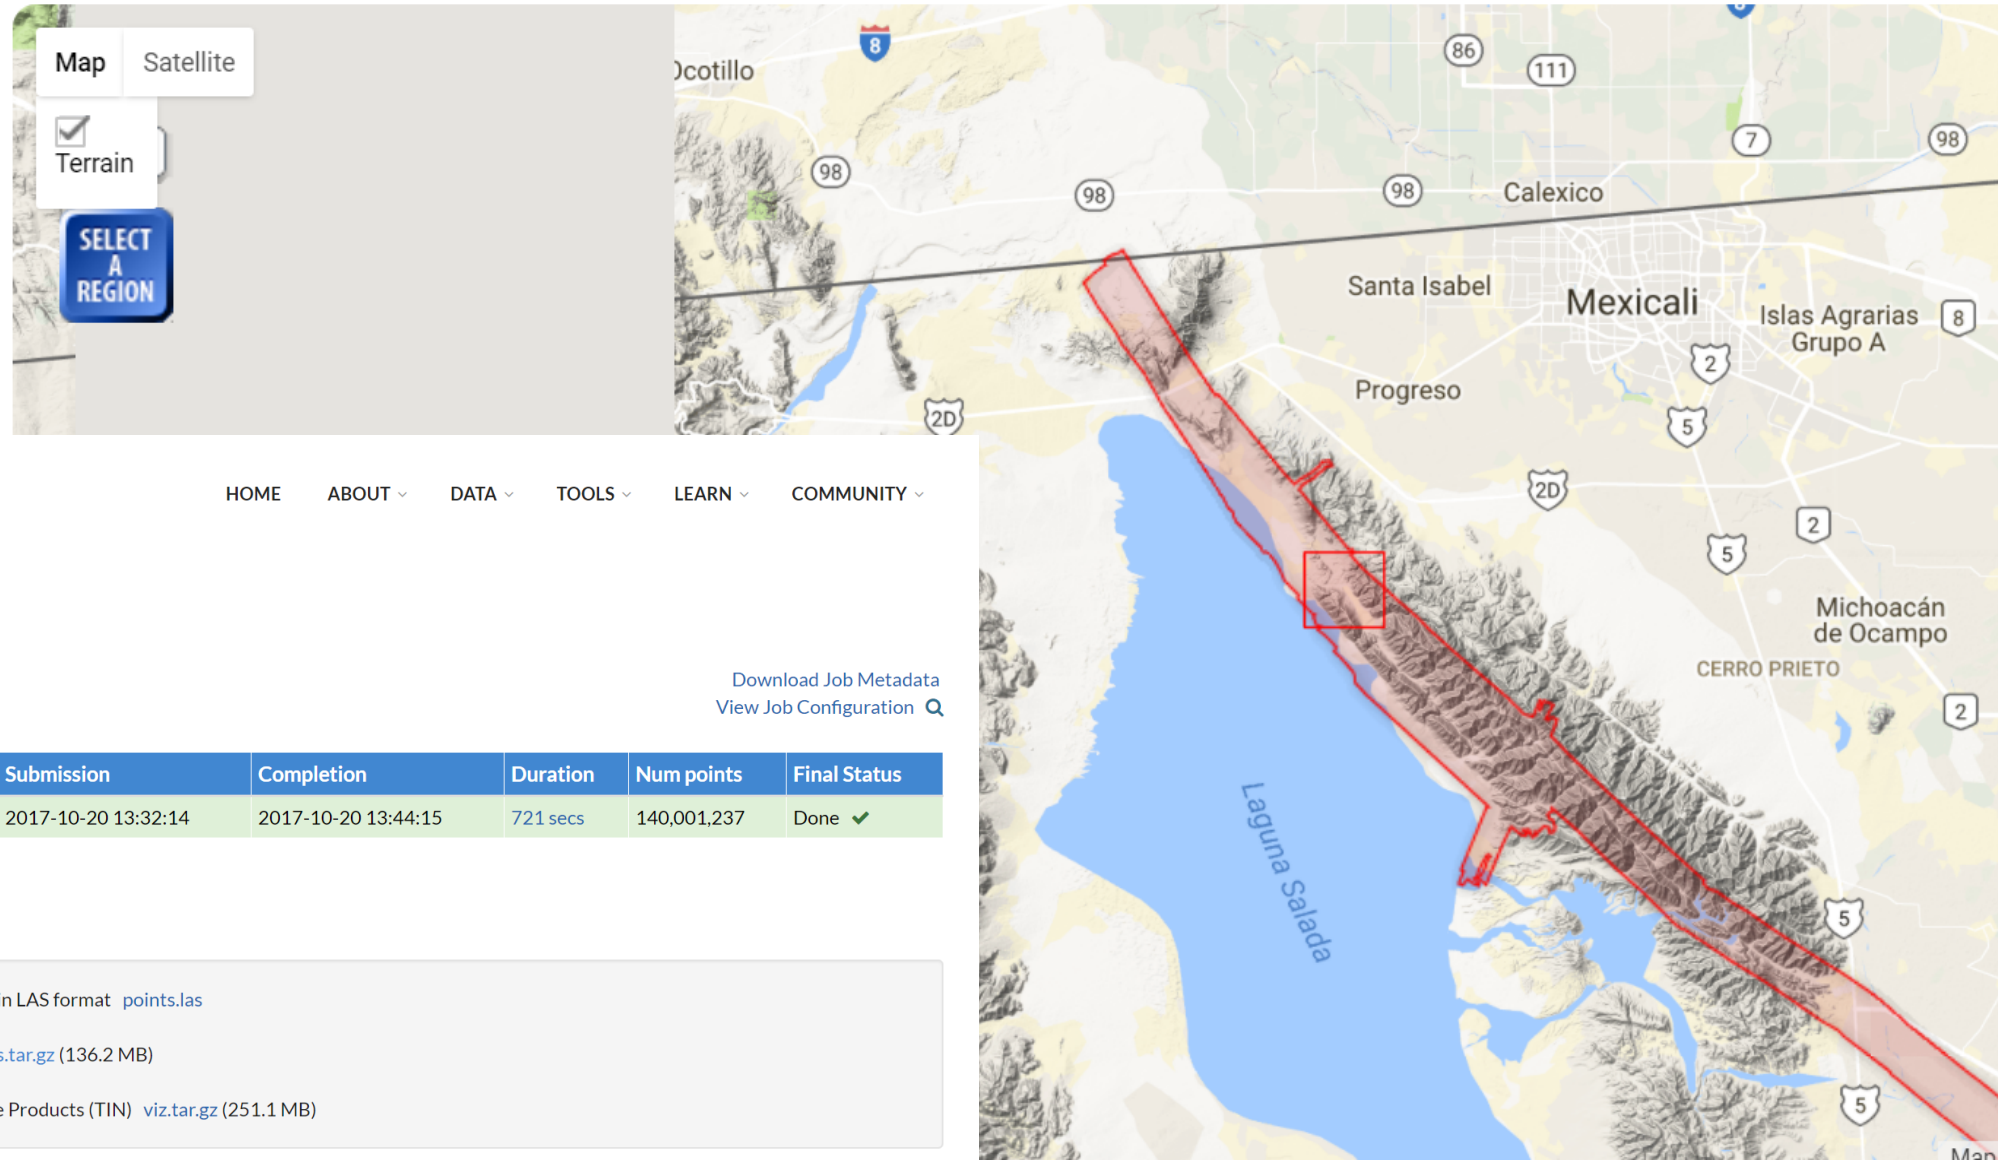 Map Satellite
Terrain
SELECT
A
REGION
Ocotillo
8
86
111
98
98
98
7
98
Calexico
Santa Isabel
Mexicali
Islas Agrarias
Grupo A
8
2
Progreso
5
2D
2D
2
5
Michoacán
de Ocampo
CERRO PRIETO
2
Laguna Salada
5
5
Map
HOME ABOUT DATA TOOLS LEARN COMMUNITY
Download Job Metadata
View Job Configuration
Submission Completion Duration Num points Final Status
2017-10-20 13:32:14 2017-10-20 13:44:15 721 secs 140,001,237 Done
in LAS format points.las
s.tar.gz (136.2 MB)
e Products (TIN) viz.tar.gz (251.1 MB)